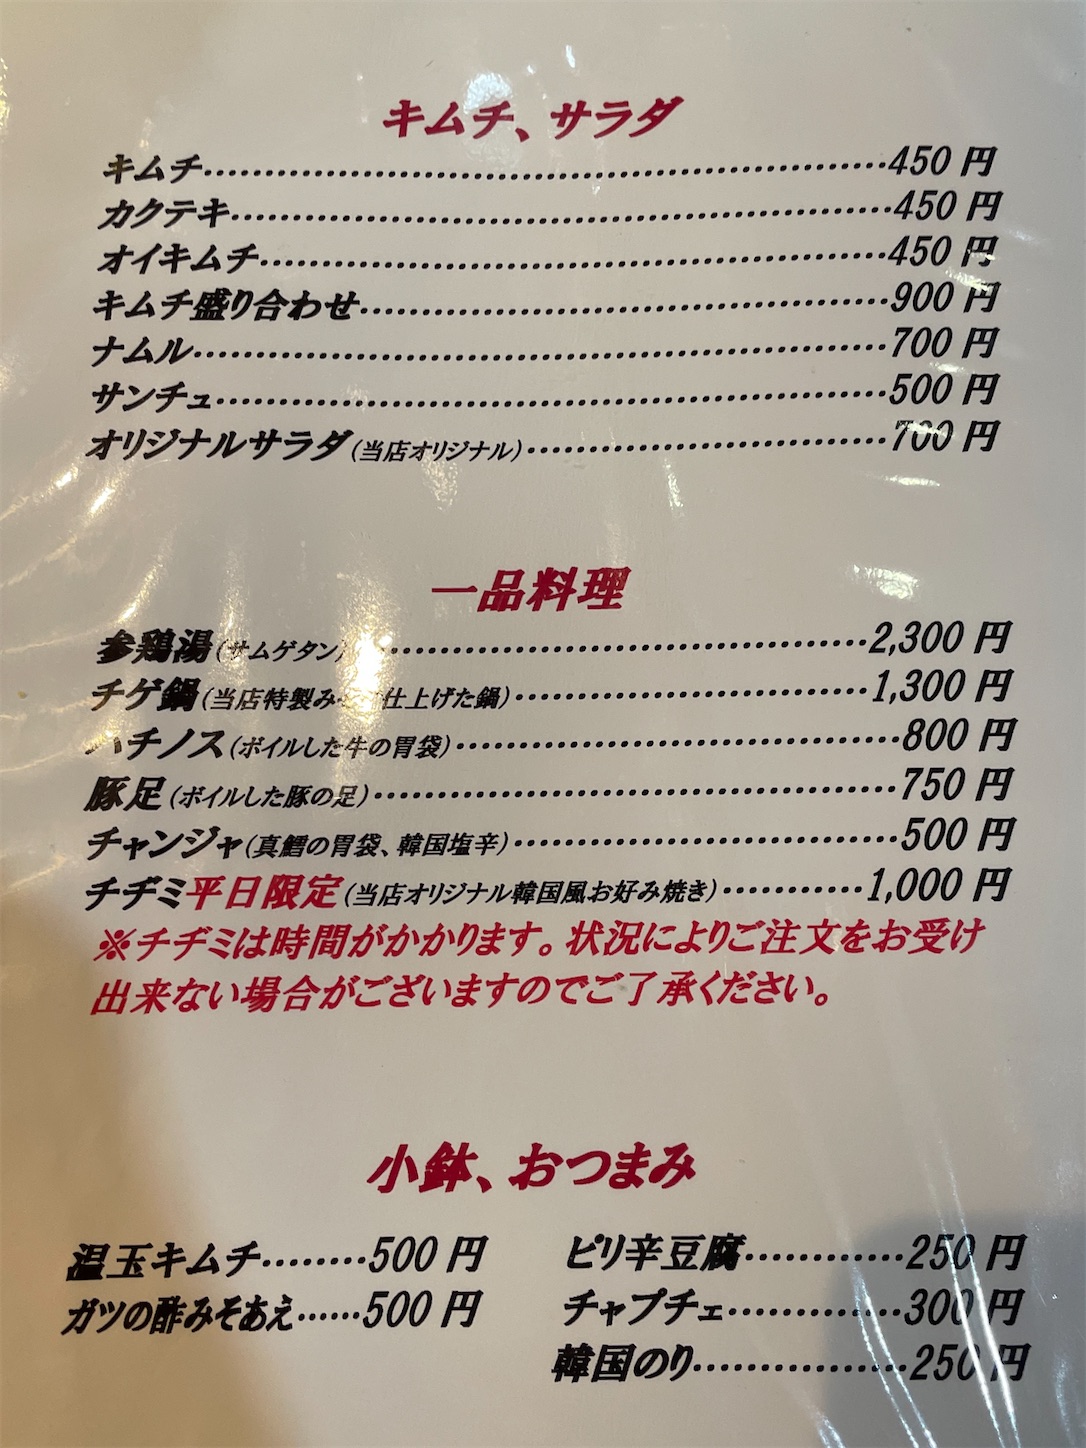 キムチ、サラダ
キムチ……………………………………………450円
カクテキ…………………………………………450円
オイキムチ………………………………………450円
キムチ盛り合わせ………………………………900円
ナムル……………………………………………700円
サンチュ…………………………………………500円
オリジナルサラダ(当店オリジナル)……………………700円
一品料理
参鶏湯(サムゲタン)……………………………2,300円
チゲ鍋(当店特製み 仕上げた鍋)……………………1,300円
ハチノス(ボイルした牛の胃袋)…………………………800円
豚足(ボイルした豚の足)………………………………750円
チャンジャ(真鱈の胃袋、韓国塩辛)………………………500円
チヂミ平日限定(当店オリジナル韓国風お好み焼き)…………1,000円
※チヂミは時間がかかります。状況によりご注文をお受け
出来ない場合がございますのでご了承ください。
小鉢、おつまみ
温玉キムチ………500円
ガツの酢みそあえ……500円
ピリ辛豆腐…………250円
チャプチェ…………300円
韓国のり……………250円